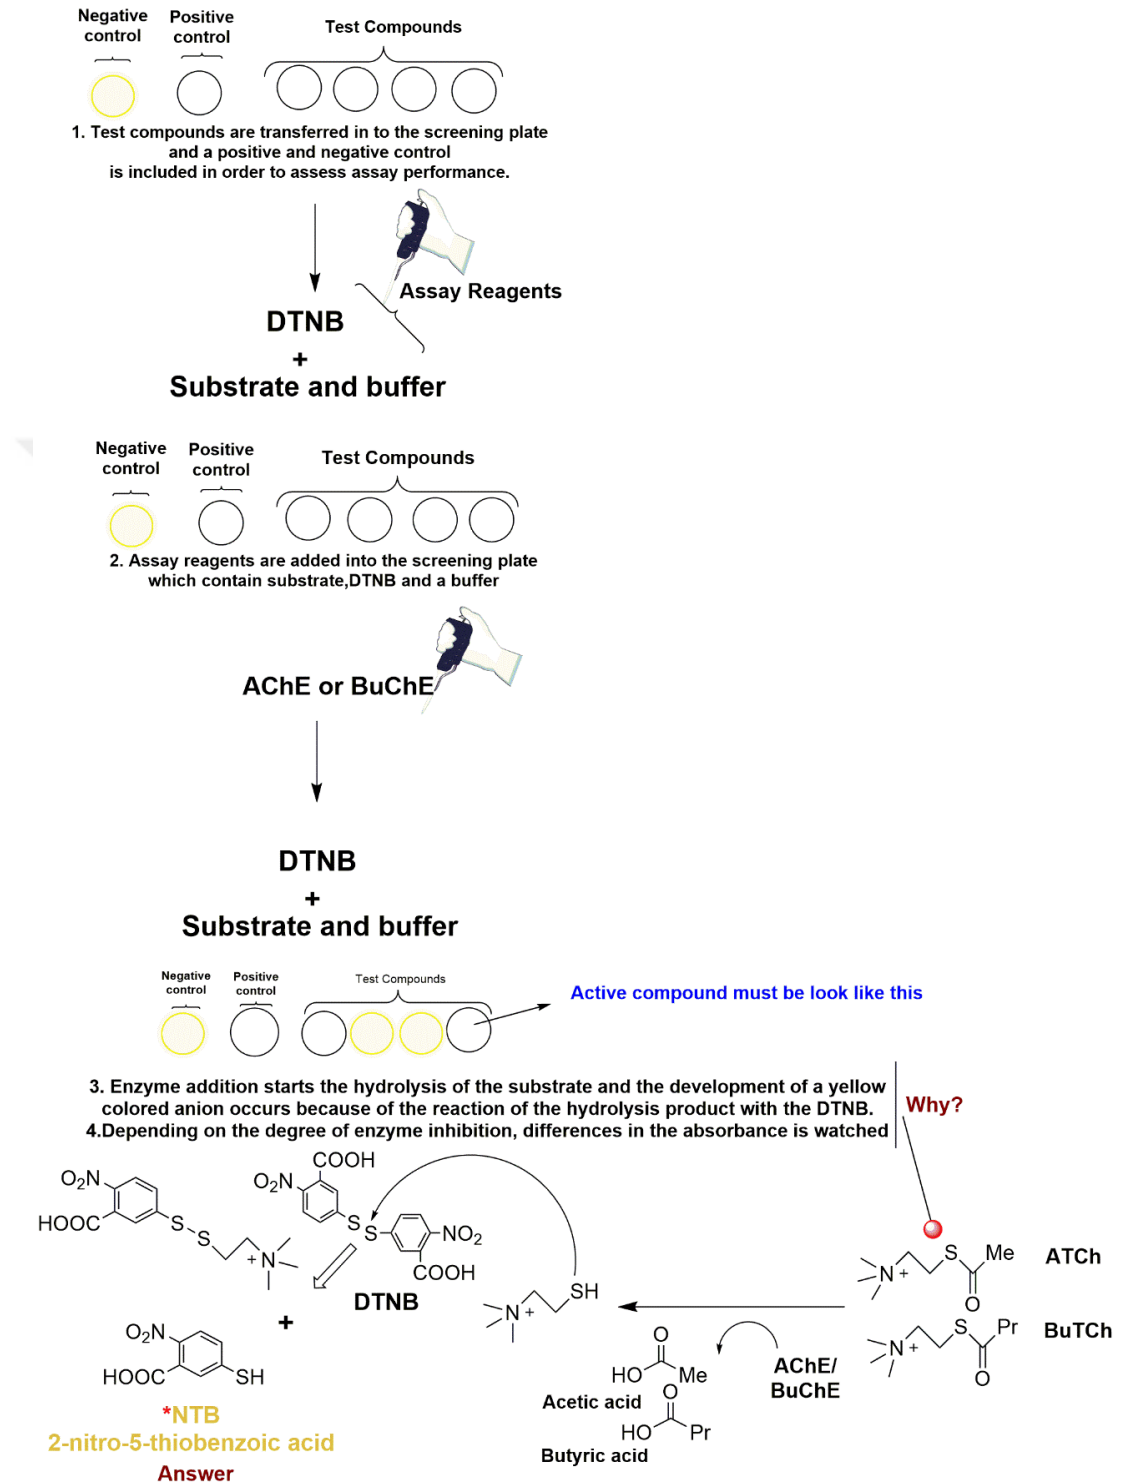 Negative
control
Positive
control
Test Compounds
1. Test compounds are transferred in to the screening plate
and a positive and negative control
is included in order to assess assay performance.
Assay Reagents
DTNB
+
Substrate and buffer
Negative
control
Positive
control
Test Compounds
2. Assay reagents are added into the screening plate
which contain substrate,DTNB and a buffer
AChE or BuChE
DTNB
+
Substrate and buffer
Negative
control
Positive
control
Test Compounds
Active compound must be look like this
3. Enzyme addition starts the hydrolysis of the substrate and the development of a yellow
colored anion occurs because of the reaction of the hydrolysis product with the DTNB.
4.Depending on the degree of enzyme inhibition, differences in the absorbance is watched
Why?
O2N
HOOC
S
S
+
N
COOH
O2N
S
S
NO2
COOH
DTNB
SH
N +
S
Me
N +
O
ATCh
S
Pr
N +
O
BuTCh
AChE/
BuChE
O
HO
Me
Acetic acid
O
HO
Pr
Butyric acid
+
O2N
HOOC
SH
*NTB
2-nitro-5-thiobenzoic acid
Answer